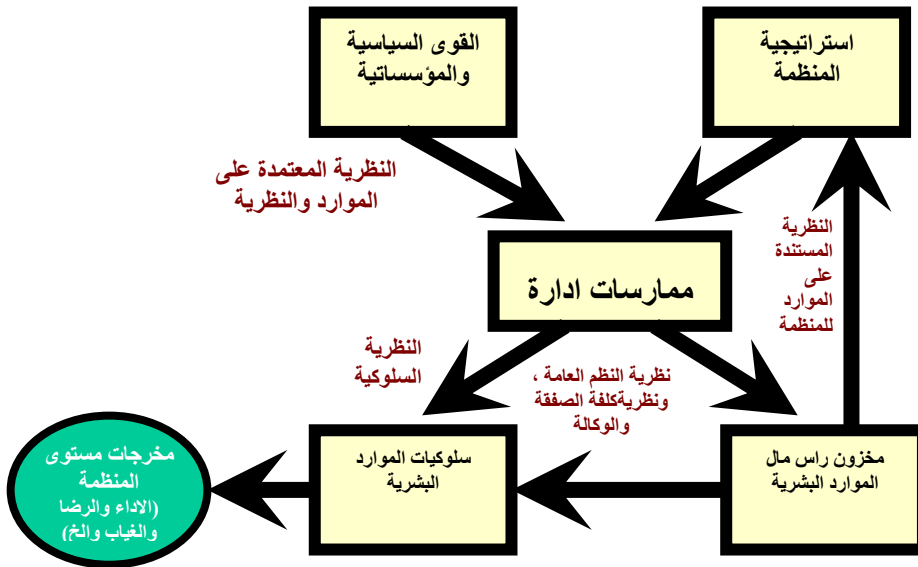 استراتيجية
المنظمة
القوى السياسية
والمؤسساتية
النظرية المعتمدة على
الموارد والنظرية
النظرية
المستندة
على
الموارد
للمنظمة
ممارسات ادارة
النظرية
السلوكية
نظرية النظم العامة ،
ونظريةكلفة الصفقة
والوكالة
مخزون راس مال
الموارد البشرية
سلوكيات الموارد
البشرية
مخرجات مستوى
المنظمة
(الاداء والرضا
والغياب والخ)